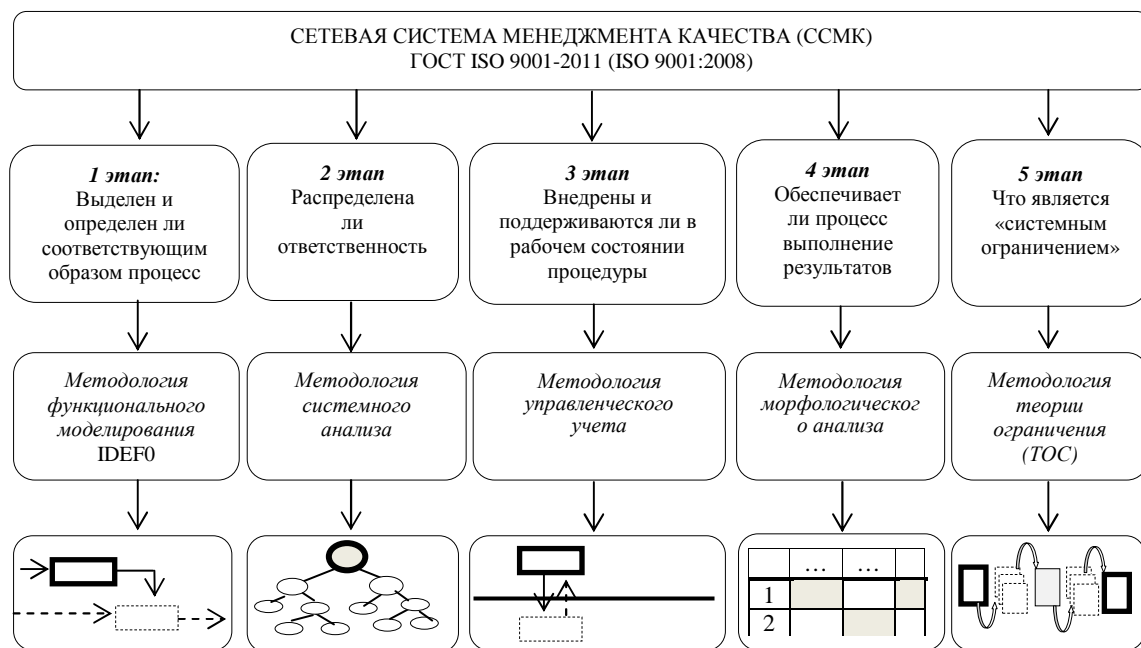 СЕТЕВАЯ СИСТЕМА МЕНЕДЖМЕНТА КАЧЕСТВА (ССМК)
ГОСТ ISO 9001-2011 (ISO 9001:2008)
1 этап:
Выделен и
определен ли
соответствующим
образом процесс
2 этап
Распределена
ли
ответственность
3 этап
Внедрены и
поддерживаются ли в
рабочем состоянии
процедуры
4 этап
Обеспечивает
ли процесс
выполнение
результатов
5 этап
Что является
«системным
ограничением»
Методология
функционального
моделирования
IDEF0
Методология
системного
анализа
Методология
управленческого
учета
Методология
морфологическог
о анализа
Методология
теории
ограничения
(ТОС)
... ...
1
2